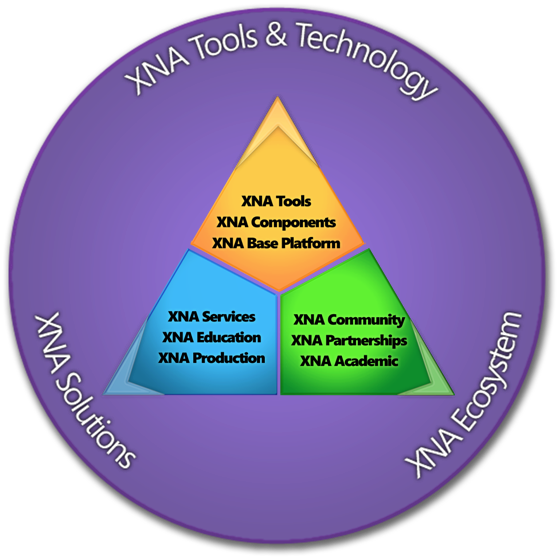 XNA Tools & Technology
XNA Tools
XNA Components
XNA Base Platform
XNA Services
XNA Education
XNA Production
XNA Community
XNA Partnerships
XNA Academic
XNA Solutions
XNA Ecosystem